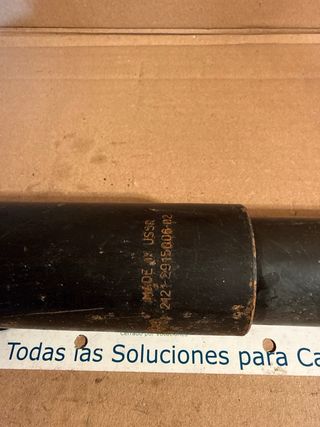 MADE IN USSR
2121-2915006-02
Todas las Soluciones para Ca